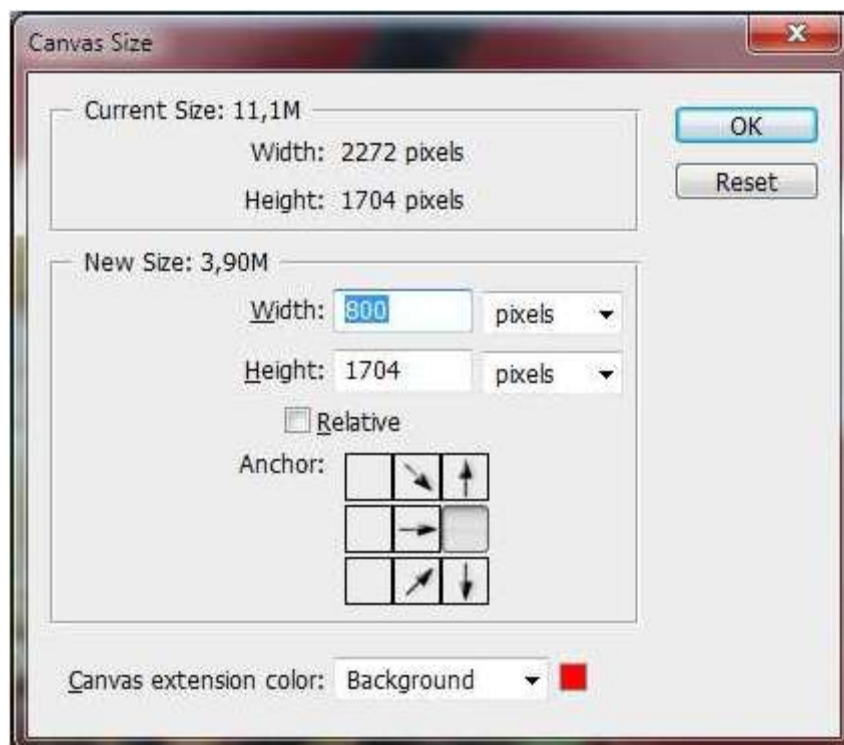 Canvas Size
Current Size: 11,1M
Width: 2272 pixels
Height: 1704 pixels
OK
Reset
New Size: 3,90M
Width: 800 pixels
Height: 1704 pixels
Relative
Anchor:
Canvas extension color: Background